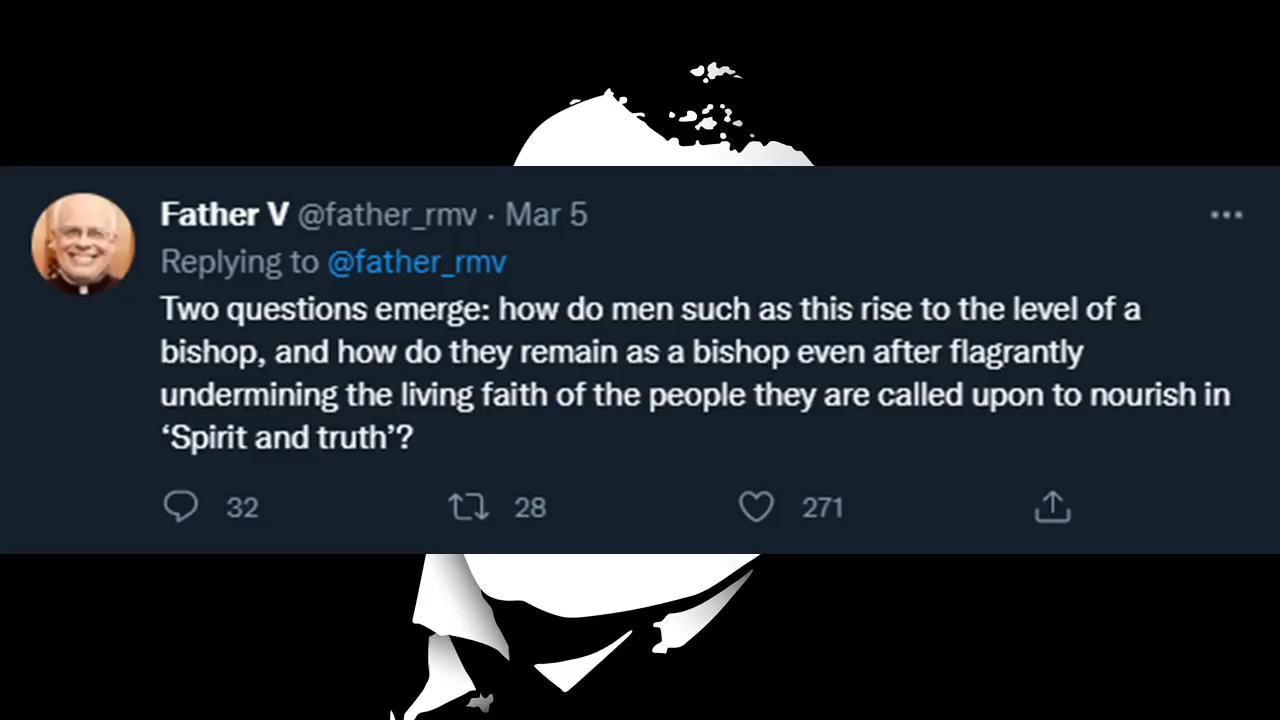 Father V @father_rmv · Mar 5
Replying to @father_rmv
Two questions emerge: how do men such as this rise to the level of a
bishop, and how do they remain as a bishop even after flagrantly
undermining the living faith of the people they are called upon to nourish in
‘Spirit and truth’?
32 28 271